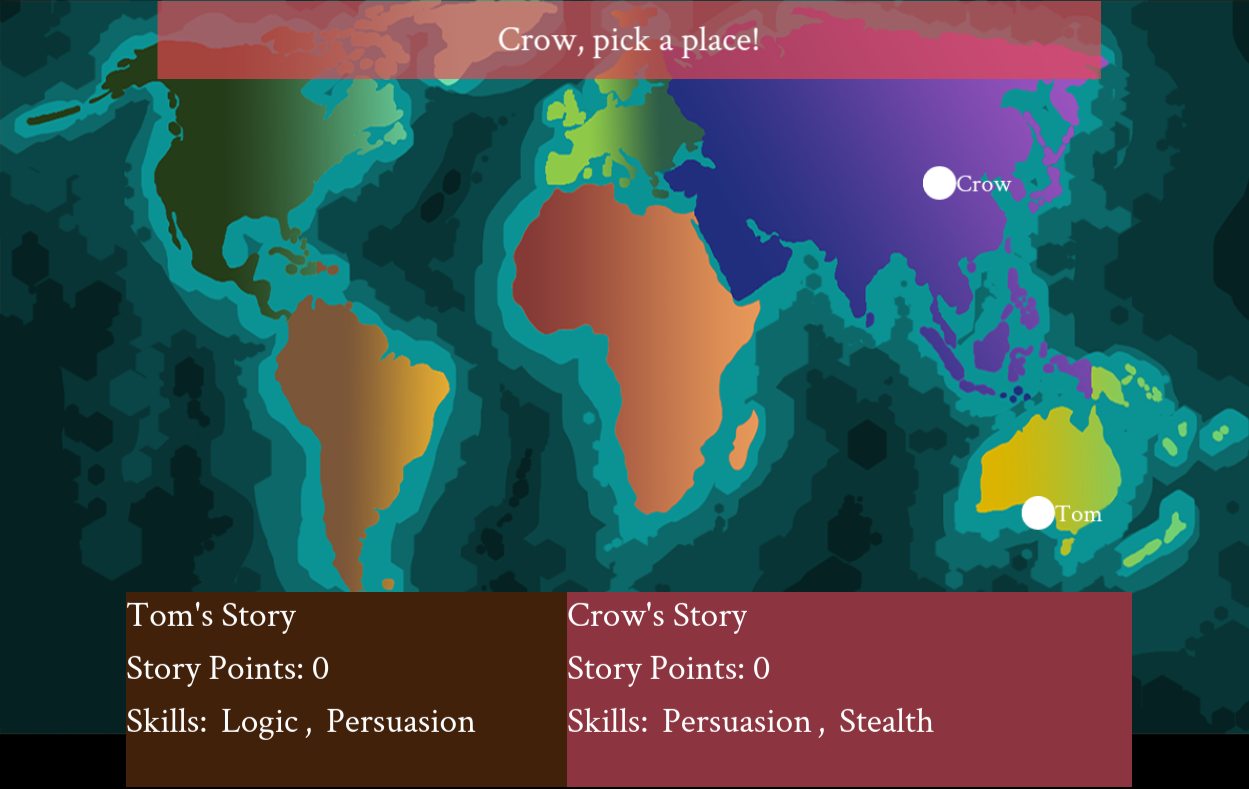 Crow, pick a place!
Crow
Tom
Tom's Story
Story Points: 0
Skills:  Logic ,  Persuasion
Crow's Story
Story Points: 0
Skills:  Persuasion ,  Stealth